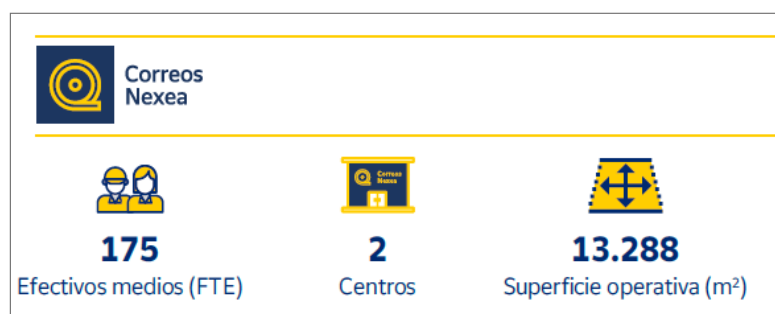 Correos
Nexea
Correos
Nexea
175
2
13.288
Efectivos medios (FTE)
Centros
Superficie operativa (m²)